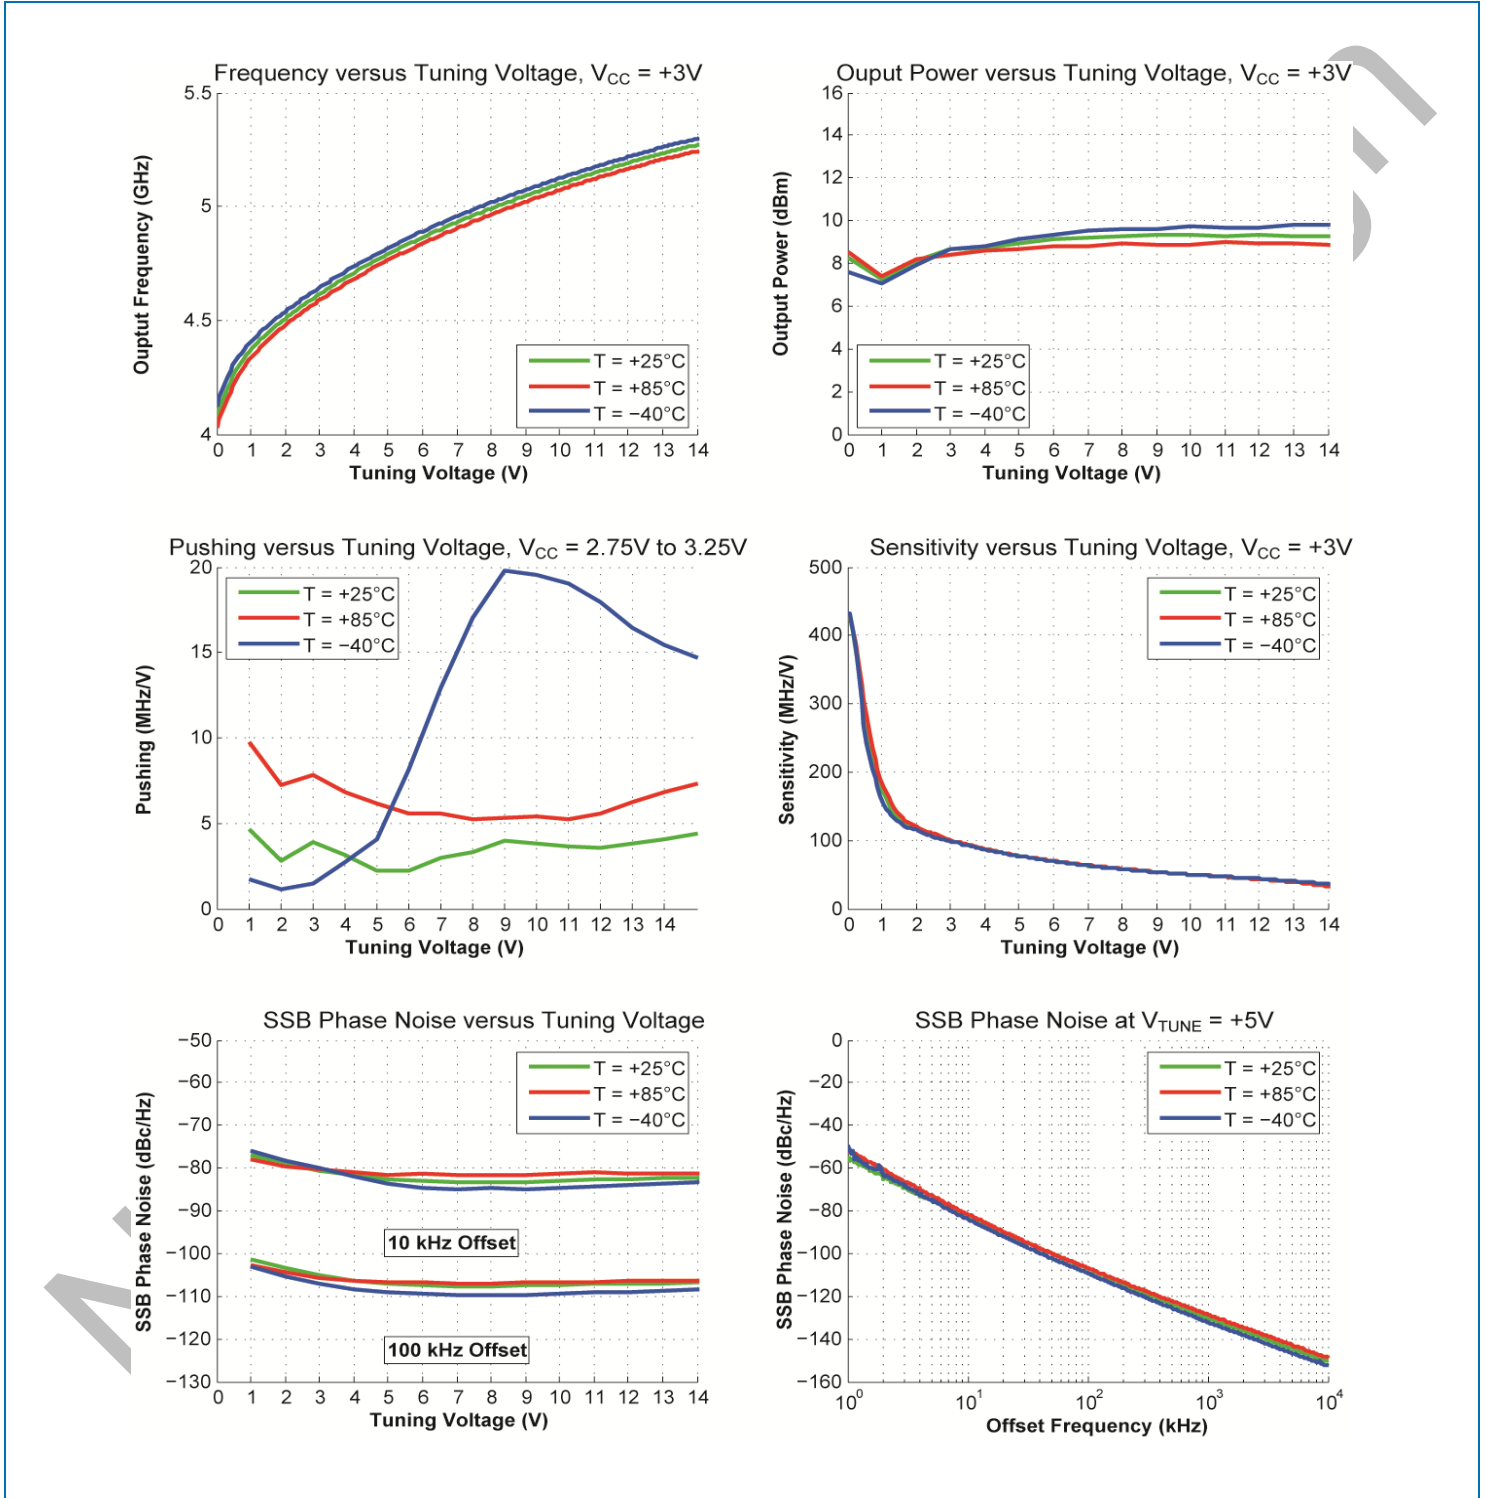 Frequency versus Tuning Voltage, VCC = +3V
5.5
5
4.5
4
Ouptut Frequency (GHz)
T = +25°C
T = +85°C
T = −40°C
0 1 2 3 4 5 6 7 8 9 10 11 12 13 14
Tuning Voltage (V)
Ouput Power versus Tuning Voltage, VCC = +3V
16
14
12
10
8
6
4
2
0
Output Power (dBm)
T = +25°C
T = +85°C
T = −40°C
0 1 2 3 4 5 6 7 8 9 10 11 12 13 14
Tuning Voltage (V)
Pushing versus Tuning Voltage, VCC = 2.75V to 3.25V
20
15
10
5
0
Pushing (MHz/V)
T = +25°C
T = +85°C
T = −40°C
0 1 2 3 4 5 6 7 8 9 10 11 12 13 14
Tuning Voltage (V)
Sensitivity versus Tuning Voltage, VCC = +3V
500
400
300
200
100
0
Sensitivity (MHz/V)
T = +25°C
T = +85°C
T = −40°C
0 1 2 3 4 5 6 7 8 9 10 11 12 13 14
Tuning Voltage (V)
SSB Phase Noise versus Tuning Voltage
−50
−60
−70
−80
−90
−100
−110
−120
−130
SSB Phase Noise (dBc/Hz)
T = +25°C
T = +85°C
T = −40°C
10 kHz Offset
100 kHz Offset
0 1 2 3 4 5 6 7 8 9 10 11 12 13 14
Tuning Voltage (V)
SSB Phase Noise at VTUNE = +5V
0
−20
−40
−60
−80
−100
−120
−140
−160
SSB Phase Noise (dBc/Hz)
T = +25°C
T = +85°C
T = −40°C
10⁰ 10¹ 10² 10³ 10⁴
Offset Frequency (kHz)